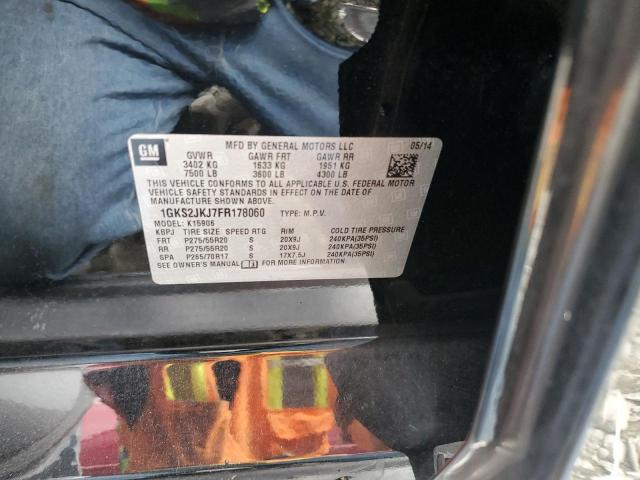 GM
MFD BY GENERAL MOTORS LLC 05/14
GVWR GAWR FRT GAWR RR
3402 KG 1633 KG 1951 KG
7500 LB 3600 LB 4300 LB
THIS VEHICLE CONFORMS TO ALL APPLICABLE U.S. FEDERAL MOTOR
VEHICLE SAFETY STANDARDS IN EFFECT ON THE DATE OF
MANUFACTURE SHOWN ABOVE.
1GKS2JKJ7FR178060 TYPE: M.P.V.
MODEL: K15906
KBPJ TIRE SIZE SPEED RTG RIM COLD TIRE PRESSURE
FRT P275/55R20 S 20X9J 240KPA(35PSI)
RR P275/55R20 S 20X9J 240KPA(35PSI)
SPA P265/70R17 S 17X7.5J 240KPA(35PSI)
SEE OWNER'S MANUAL FOR MORE INFORMATION.